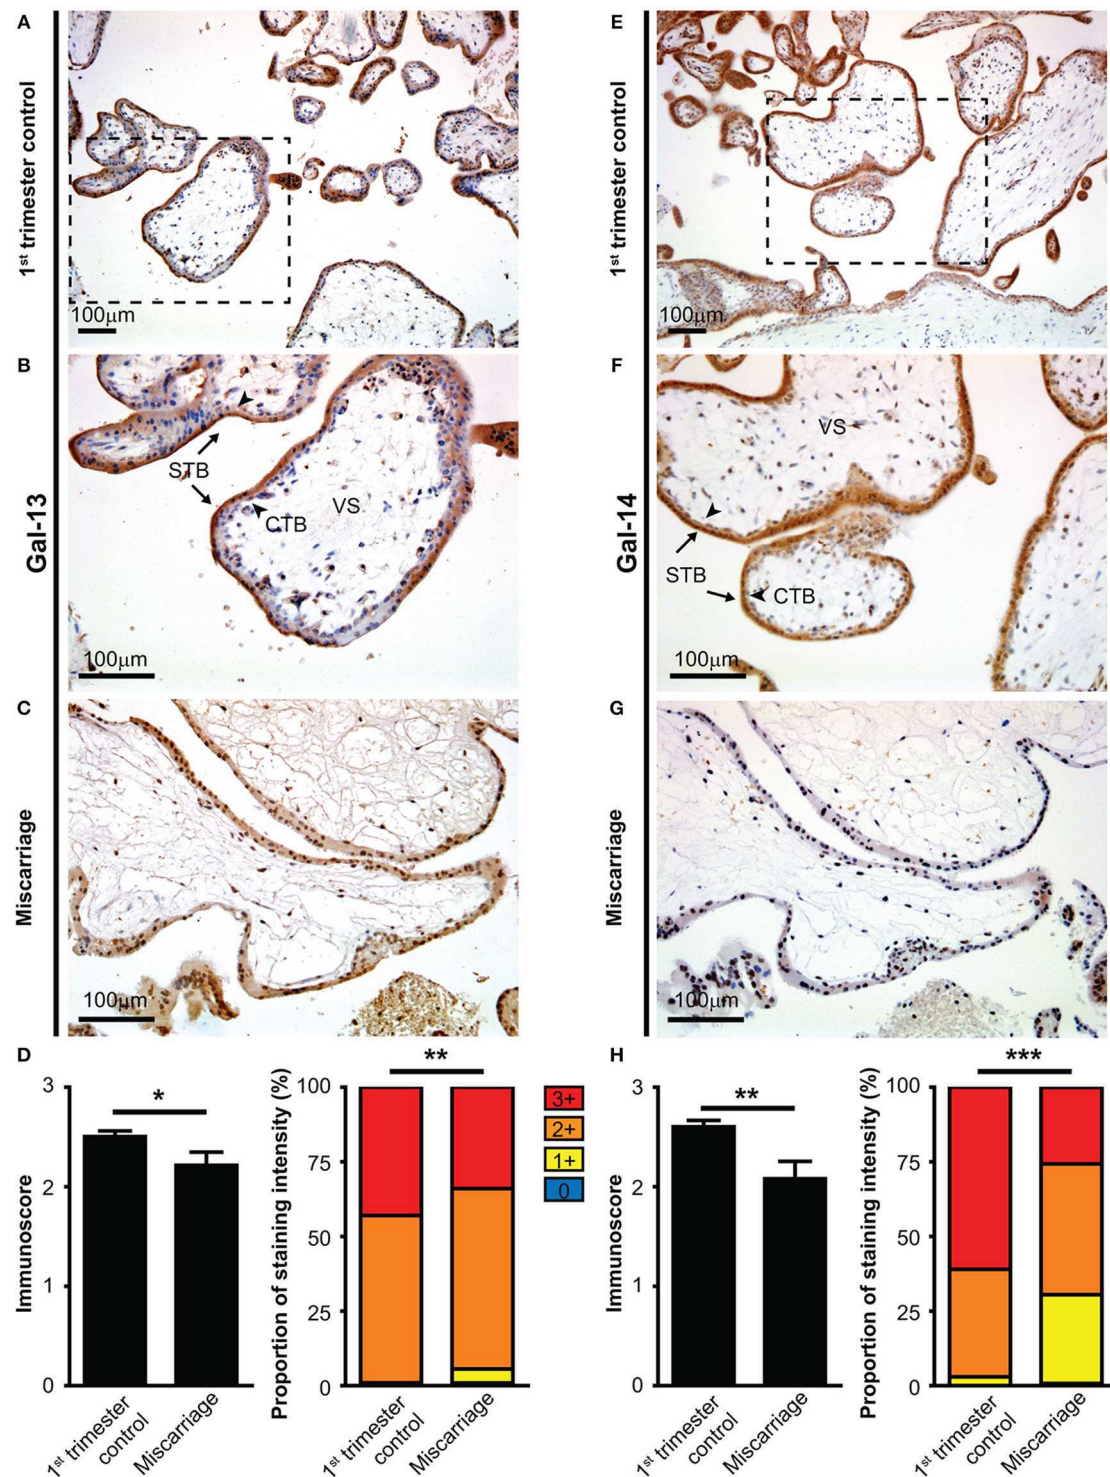 A
1st trimester control
100μm
B
STB
CTB
VS
100μm
Gal-13
C
Miscarriage
100μm
D
Immunoscore
3
2
1
0
*
1st trimester
control
Miscarriage
Proportion of staining intensity (%)
100
75
50
25
0
**
1st trimester
control
Miscarriage
3+
2+
1+
0
E
1st trimester control
100μm
F
VS
STB
CTB
100μm
Gal-14
G
Miscarriage
100μm
H
Immunoscore
3
2
1
0
**
1st trimester
control
Miscarriage
Proportion of staining intensity (%)
100
75
50
25
0
***
1st trimester
control
Miscarriage